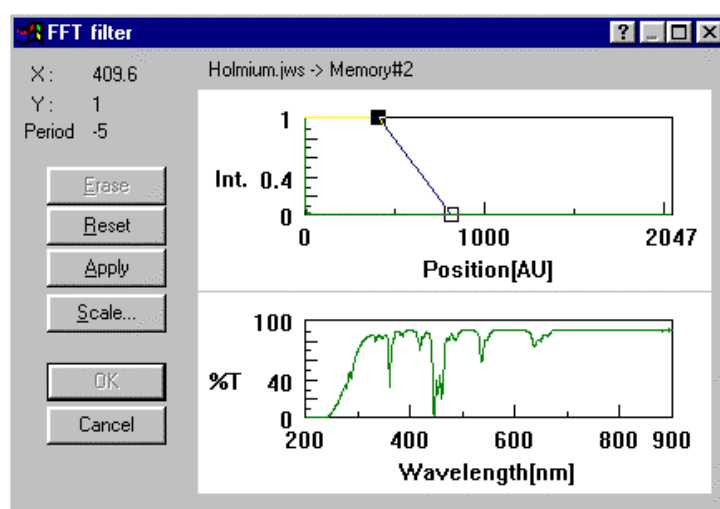 FFT filter
X: 409.6
Y: 1
Period -5
Erase
Reset
Apply
Scale...
OK
Cancel
Holmium.jws -> Memory#2
1
Int. 0.4
0
0 1000 2047
Position[AU]
100
%T 40
0
200 400 600 800 900
Wavelength[nm]